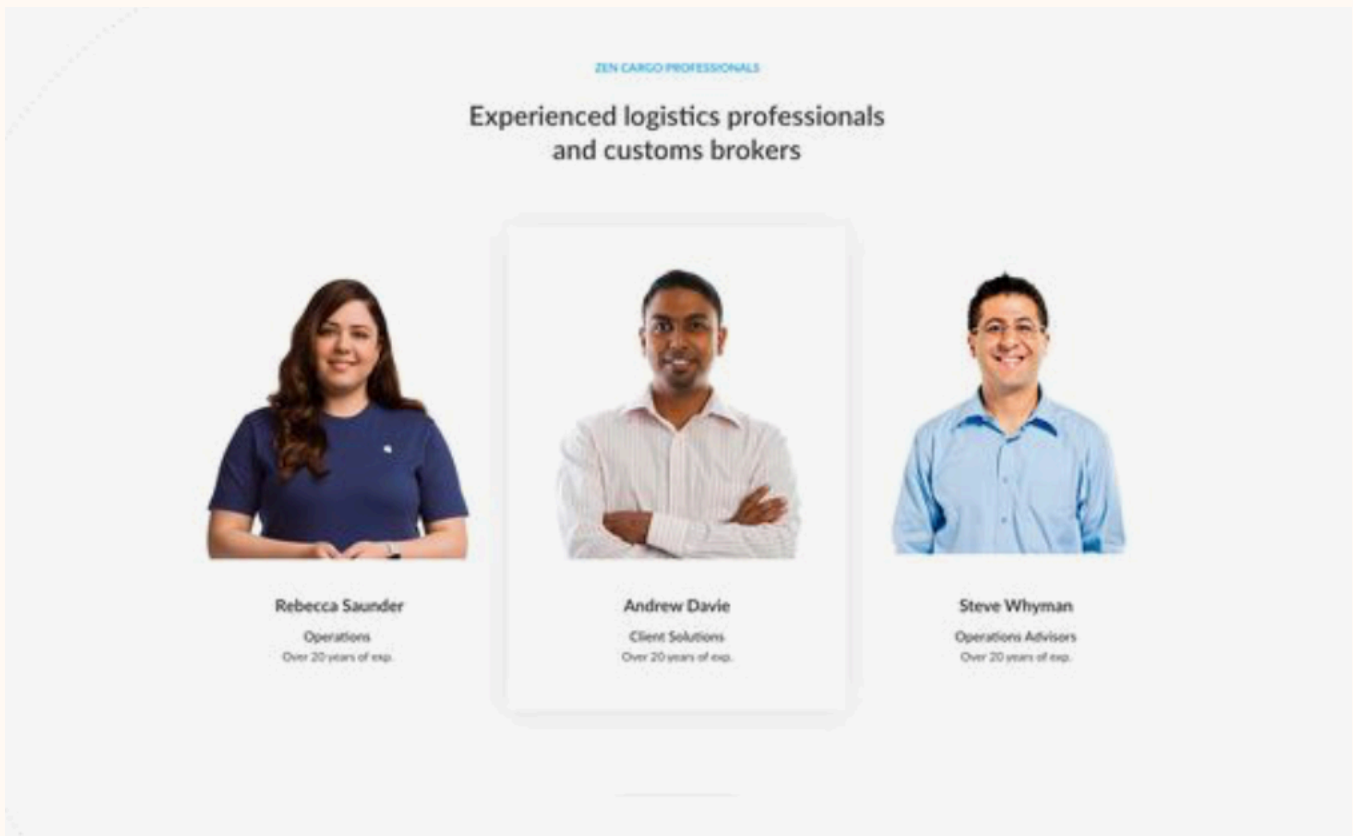 ZEN CARGO PROFESSIONALS
Experienced logistics professionals
and customs brokers
Rebecca Saunder
Operations
Over 20 years of exp.
Andrew Davie
Client Solutions
Over 20 years of exp.
Steve Whyman
Operations Advisors
Over 20 years of exp.